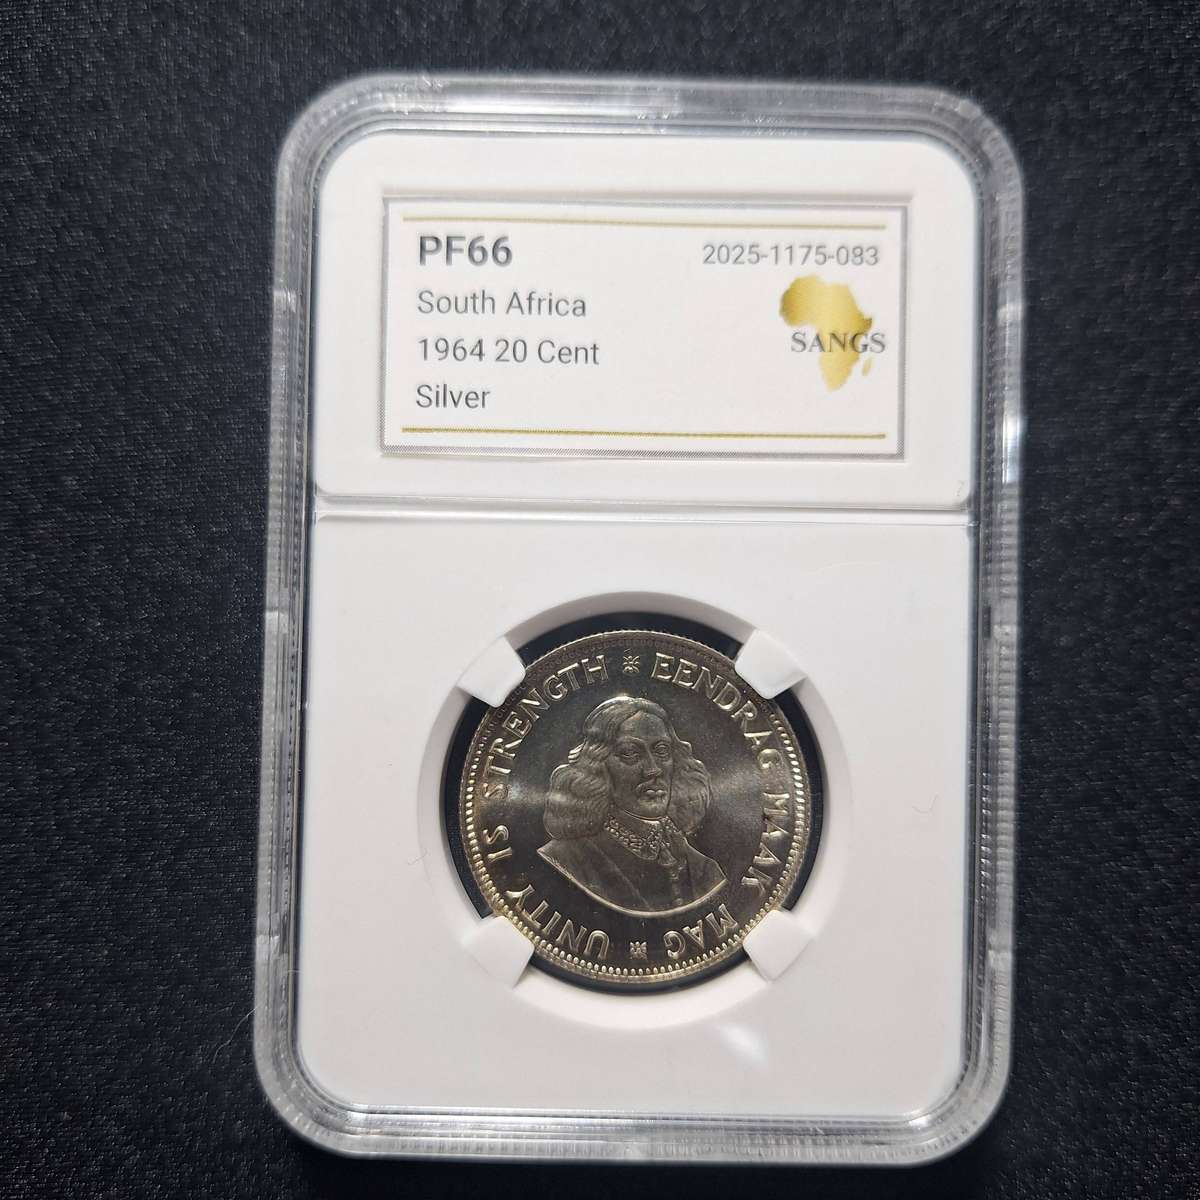 PF66
2025-1175-083
South Africa
1964 20 Cent
Silver
SANGS
UNITY IS STRENGTH * EENDRAG MAAK MAG *